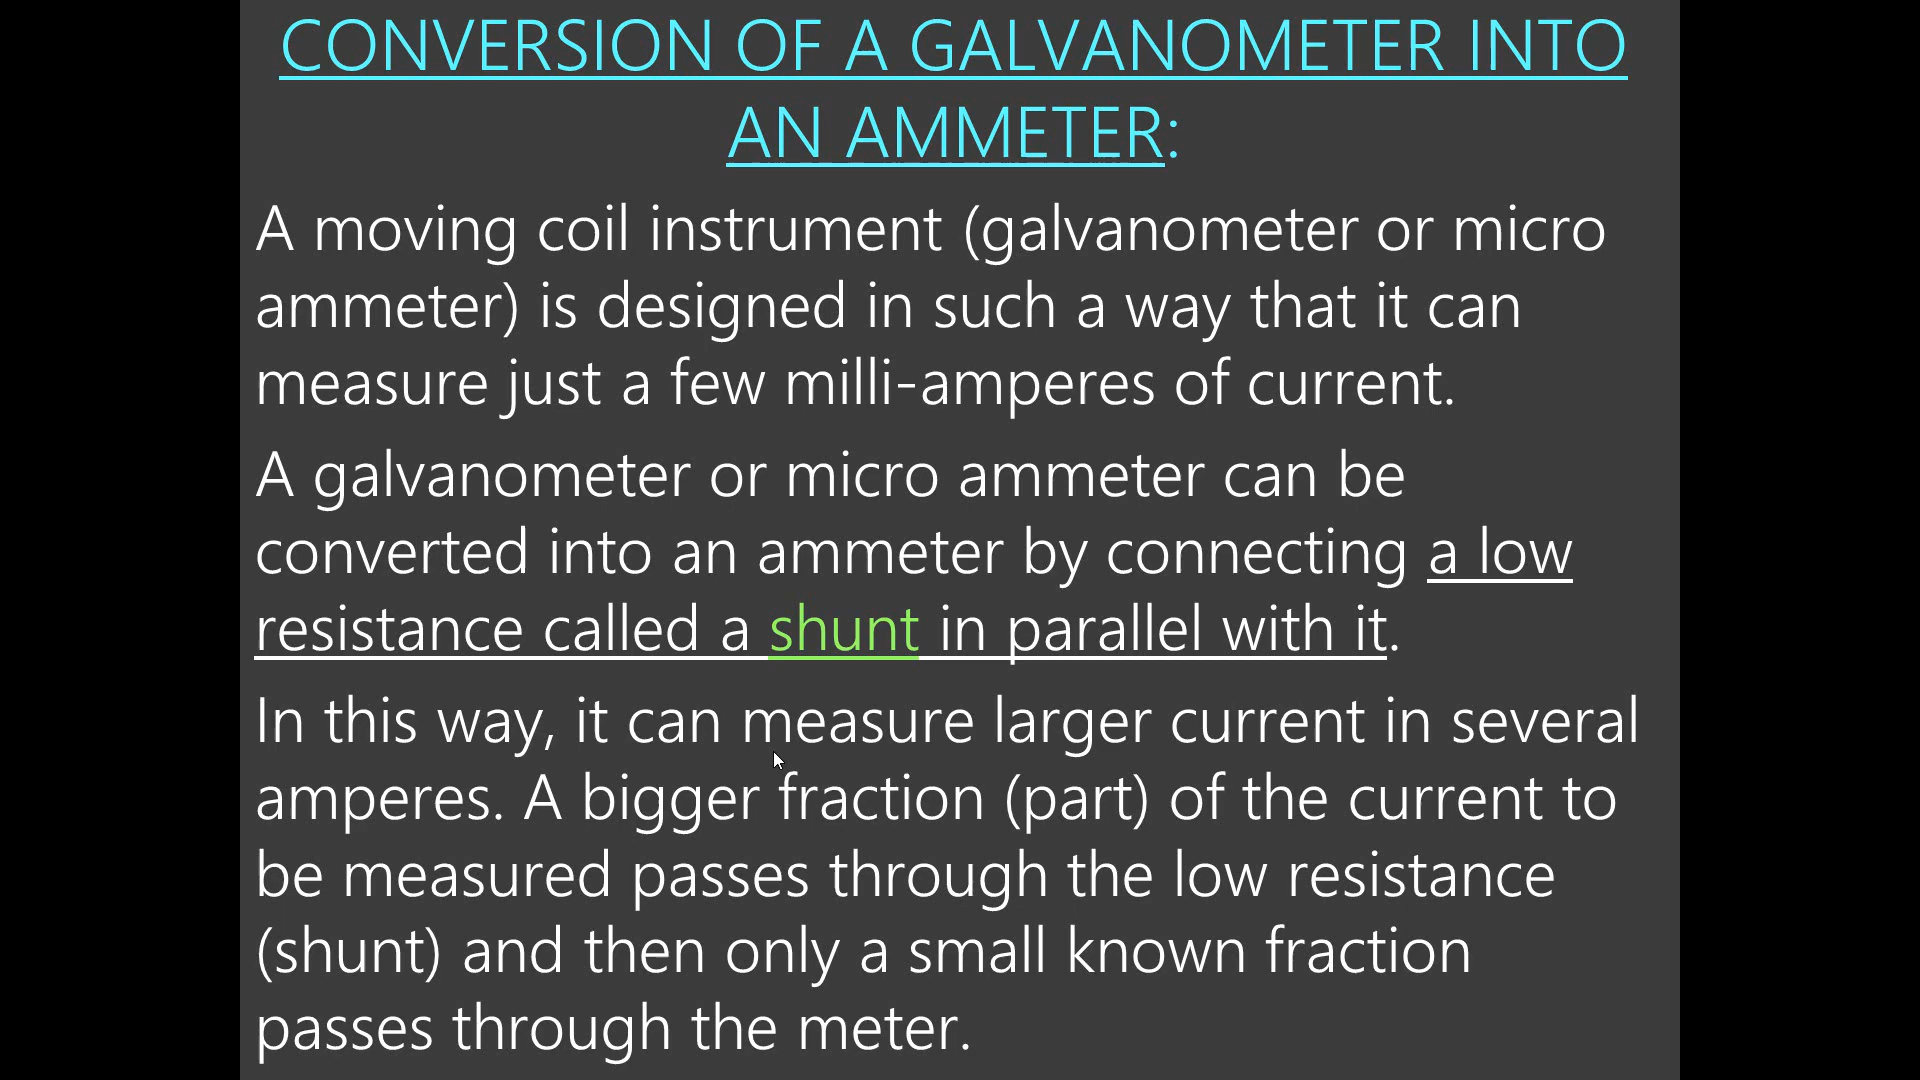 CONVERSION OF A GALVANOMETER INTO
AN AMMETER:
A moving coil instrument (galvanometer or micro
ammeter) is designed in such a way that it can
measure just a few milli-amperes of current.
A galvanometer or micro ammeter can be
converted into an ammeter by connecting a low
resistance called a shunt in parallel with it.
In this way, it can measure larger current in several
amperes. A bigger fraction (part) of the current to
be measured passes through the low resistance
(shunt) and then only a small known fraction
passes through the meter.